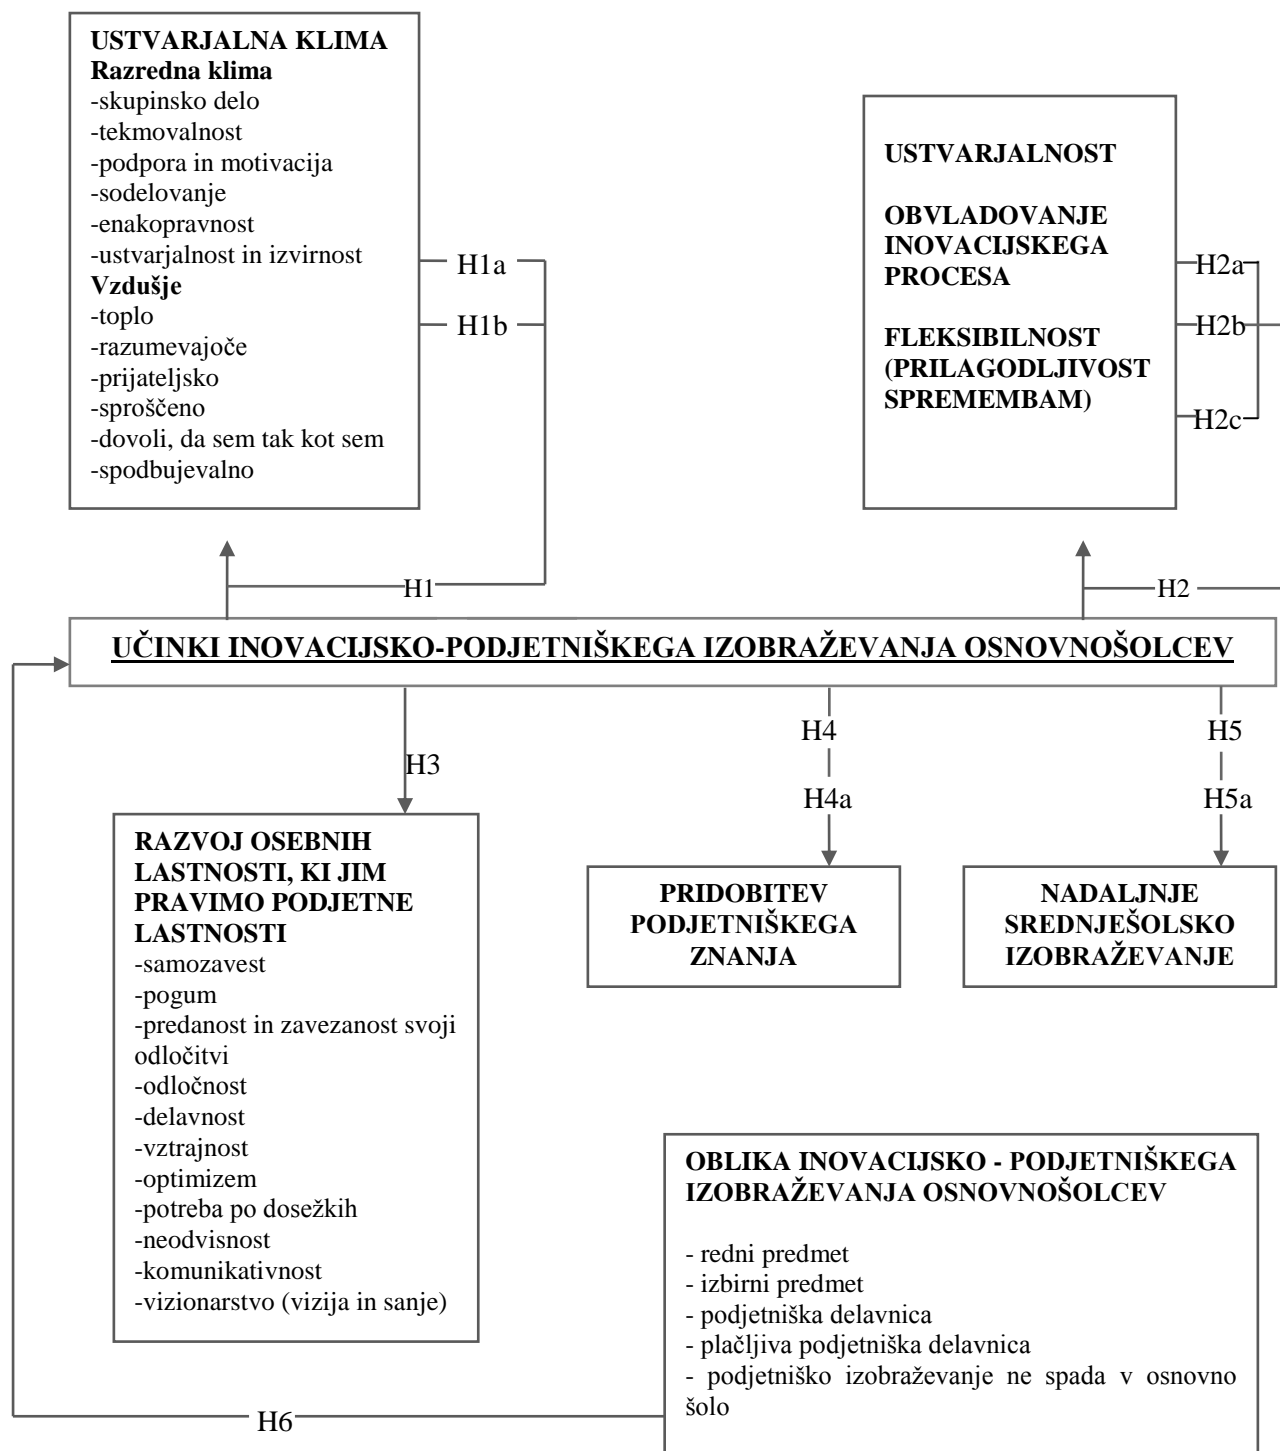 USTVARJALNA KLIMA
Razredna klima
-skupinsko delo
-tekmovalnost
-podpora in motivacija
-sodelovanje
-enakopravnost
-ustvarjalnost in izvirnost
Vzdušje
-toplo
-razumevajoče
-prijateljsko
-sproščeno
-dovoli, da sem tak kot sem
-spodbujevalno
H1a
H1b
USTVARJALNOST
OBVLADOVANJE
INOVACIJSKEGA
PROCESA
FLEKSIBILNOST
(PRILAGODLJIVOST
SPREMEMBAM)
H2a
H2b
H2c
H1
H2
UČINKI INOVACIJSKO-PODJETNIŠKEGA IZOBRAŽEVANJA OSNOVNOŠOLCEV
H3
H4
H4a
H5
H5a
RAZVOJ OSEBNIH
LASTNOSTI, KI JIM
PRAVIMO PODJETNE
LASTNOSTI
-samozavest
-pogum
-predanost in zavezanost svoji
odločitvi
-odločnost
-delavnost
-vztrajnost
-optimizem
-potreba po dosežkih
-neodvisnost
-komunikativnost
-vizionarstvo (vizija in sanje)
PRIDOBITEV
PODJETNIŠKEGA
ZNANJA
NADALJNJE
SREDNJEŠOLSKO
IZOBRAŽEVANJE
OBLIKA INOVACIJSKO - PODJETNIŠKEGA
IZOBRAŽEVANJA OSNOVNOŠOLCEV
- redni predmet
- izbirni predmet
- podjetniška delavnica
- plačljiva podjetniška delavnica
- podjetniško izobraževanje ne spada v osnovno
šolo
H6